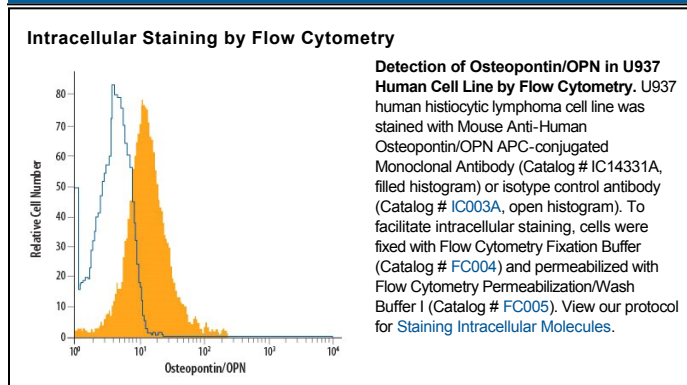 Intracellular Staining by Flow Cytometry
Detection of Osteopontin/OPN in U937
Human Cell Line by Flow Cytometry. U937
human histiocytic lymphoma cell line was
stained with Mouse Anti-Human
Osteopontin/OPN APC-conjugated
Monoclonal Antibody (Catalog # IC14331A,
filled histogram) or isotype control antibody
(Catalog # IC003A, open histogram). To
facilitate intracellular staining, cells were
fixed with Flow Cytometry Fixation Buffer
(Catalog # FC004) and permeabilized with
Flow Cytometry Permeabilization/Wash
Buffer I (Catalog # FC005). View our protocol
for Staining Intracellular Molecules.
Relative Cell Number
80
70
60
50
40
30
20
10
0
10⁰ 10¹ 10² 10³ 10⁴
Osteopontin/OPN